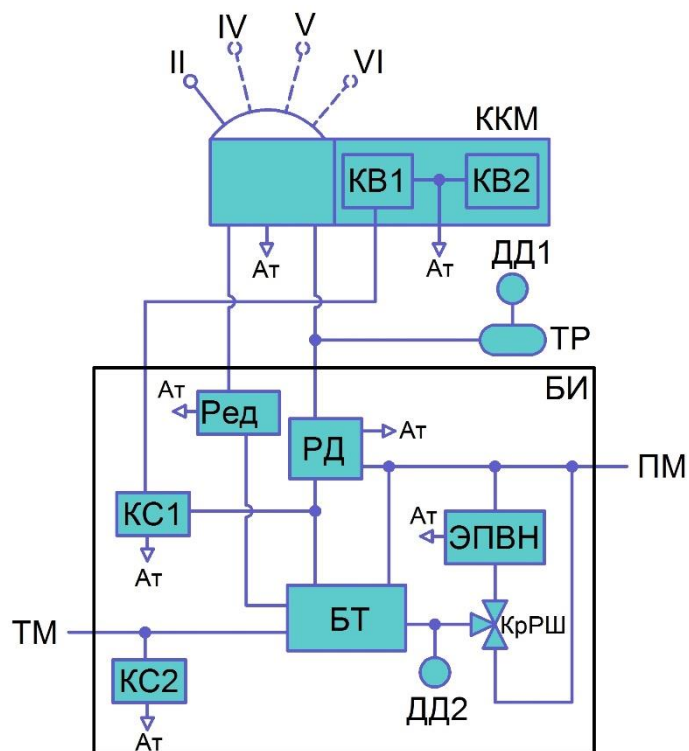 IV V
II VI
ККМ
КВ1 КВ2
Ат Ат
ДД1
ТР
БИ
Ат
Ред
Ат
РД
ПМ
КС1
Ат
ЭПВН
Ат
ТМ
БТ
КрРШ
КС2
ДД2
Ат